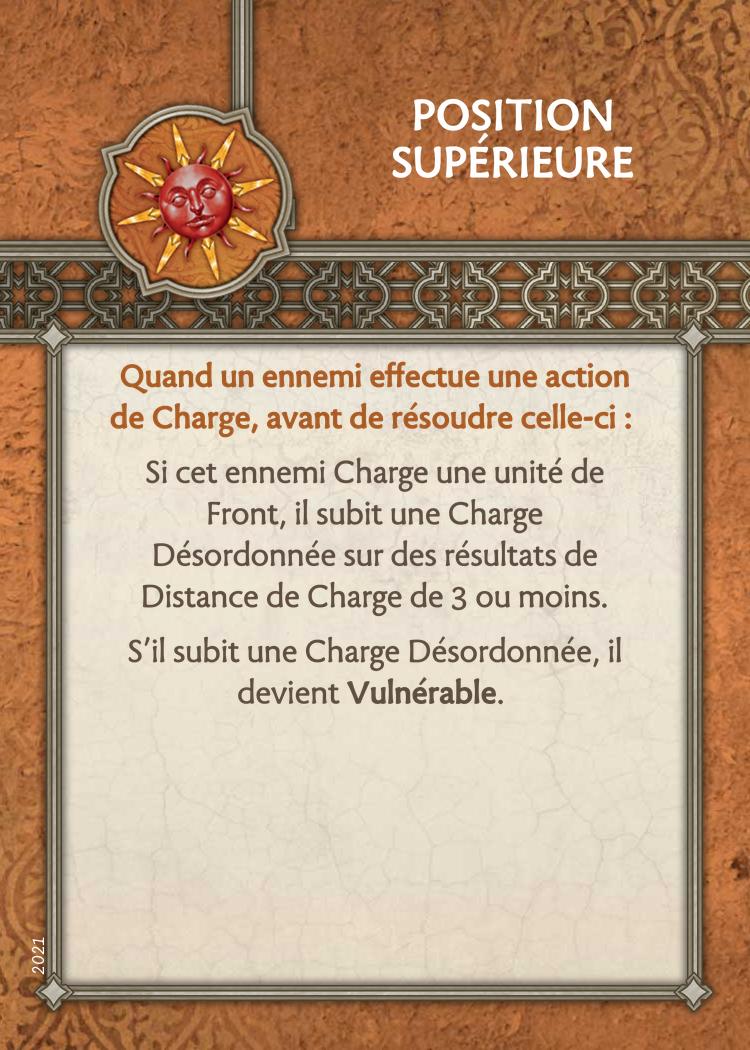 POSITION
SUPÉRIEURE
Quand un ennemi effectue une action
de Charge, avant de résoudre celle-ci :
Si cet ennemi Charge une unité de
Front, il subit une Charge
Désordonnée sur des résultats de
Distance de Charge de 3 ou moins.
S’il subit une Charge Désordonnée, il
devient Vulnérable.
2021